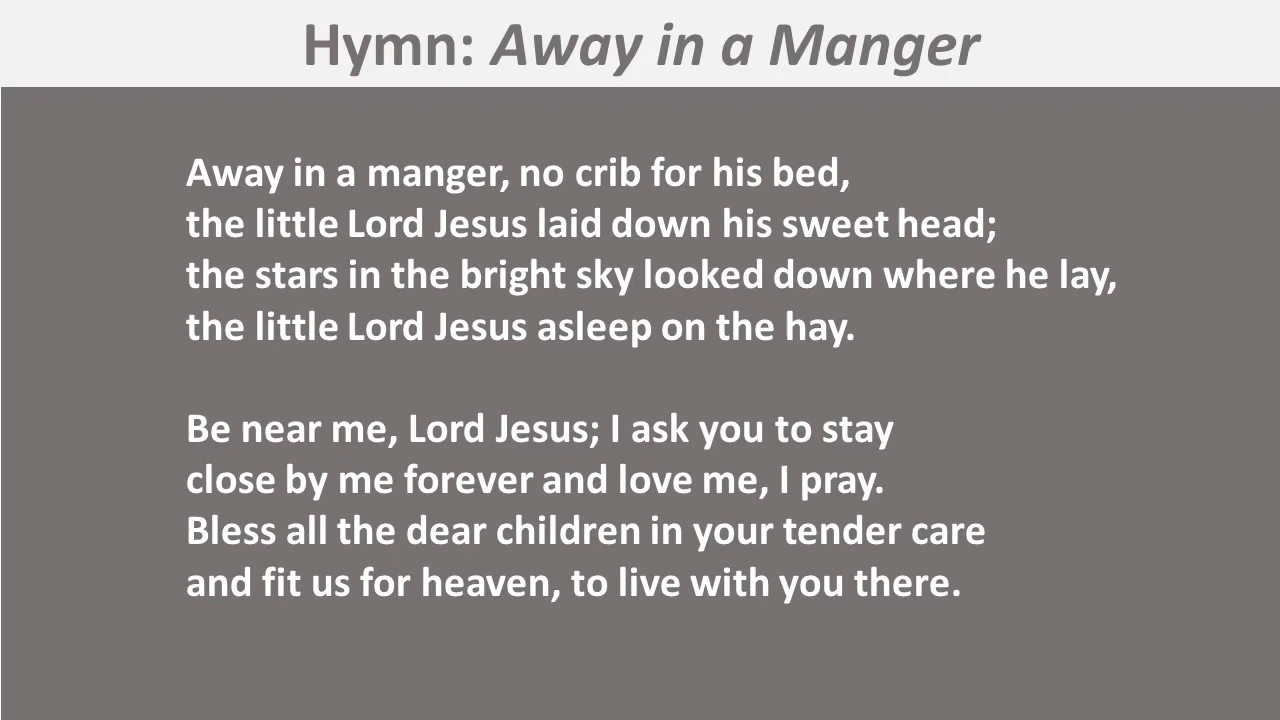 Hymn: Away in a Manger
Away in a manger, no crib for his bed,
the little Lord Jesus laid down his sweet head;
the stars in the bright sky looked down where he lay,
the little Lord Jesus asleep on the hay.
Be near me, Lord Jesus; I ask you to stay
close by me forever and love me, I pray.
Bless all the dear children in your tender care
and fit us for heaven, to live with you there.